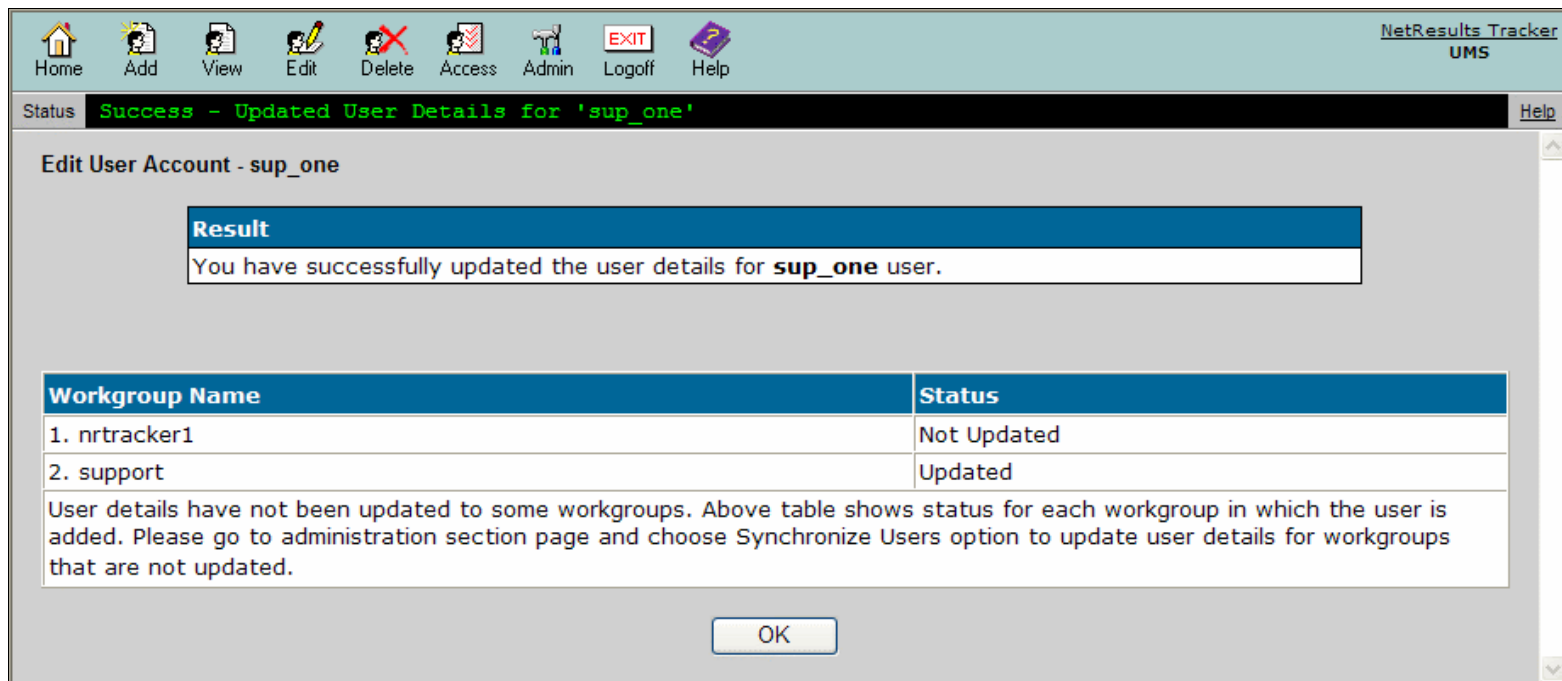 Home Add View Edit Delete Access Admin EXIT Logoff ? Help
NetResults Tracker
UMS
Status Success - Updated User Details for 'sup_one' Help
Edit User Account - sup_one
Result
You have successfully updated the user details for sup_one user.
Workgroup Name Status
1. nrtracker1 Not Updated
2. support Updated
User details have not been updated to some workgroups. Above table shows status for each workgroup in which the user is
added. Please go to administration section page and choose Synchronize Users option to update user details for workgroups
that are not updated.
OK